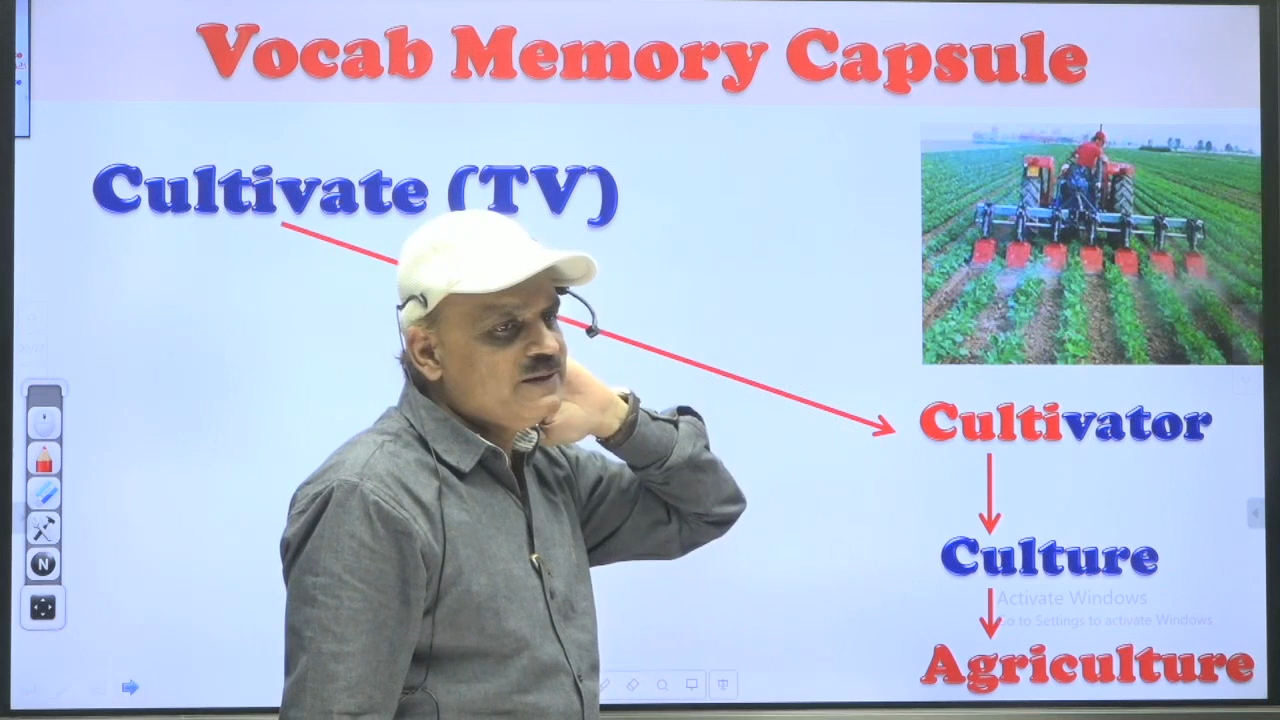 Vocab Memory Capsule
Cultivate (TV)
Cultivator
Culture
Activate Windows
Go to Settings to activate Windows.
Agriculture
N